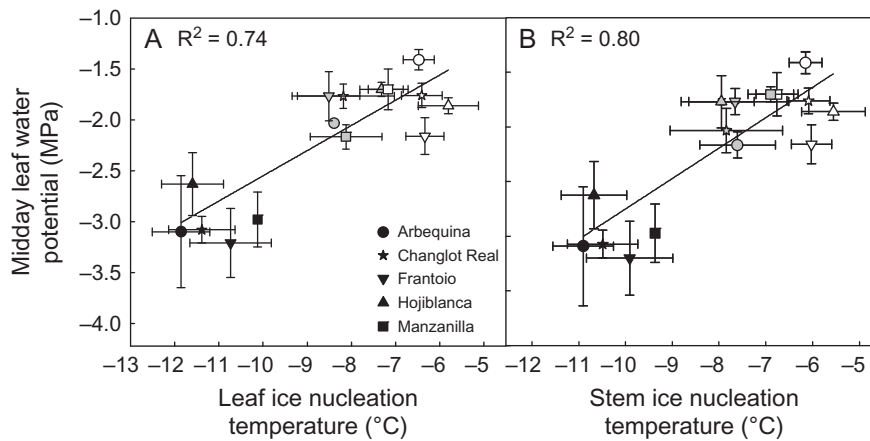 A R² = 0.74
B R² = 0.80
Midday leaf water
potential (MPa)
−1.0
−1.5
−2.0
−2.5
−3.0
−3.5
−4.0
Arbequina
Changlot Real
Frantoio
Hojiblanca
Manzanilla
−13 −12 −11 −10 −9 −8 −7 −6 −5
−12 −11 −10 −9 −8 −7 −6 −5
Leaf ice nucleation
temperature (°C)
Stem ice nucleation
temperature (°C)